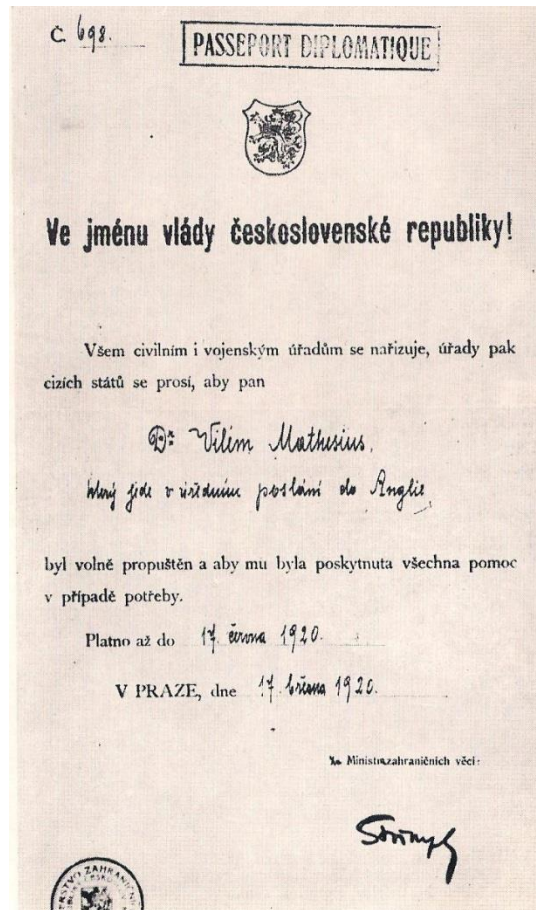 Č. 698.
PASSEPORT DIPLOMATIQUE
Ve jménu vlády československé republiky!
Všem civilním i vojenským úřadům se nařizuje, úřady pak
cizích států se prosí, aby pan
Dr. Vilém Mathesius,
který jede v úředním poslání do Anglie,
byl volně propuštěn a aby mu byla poskytnuta všechna pomoc
v případě potřeby.
Platno až do 17. června 1920.
V PRAZE, dne 17. března 1920.
Za Ministra zahraničních věcí: